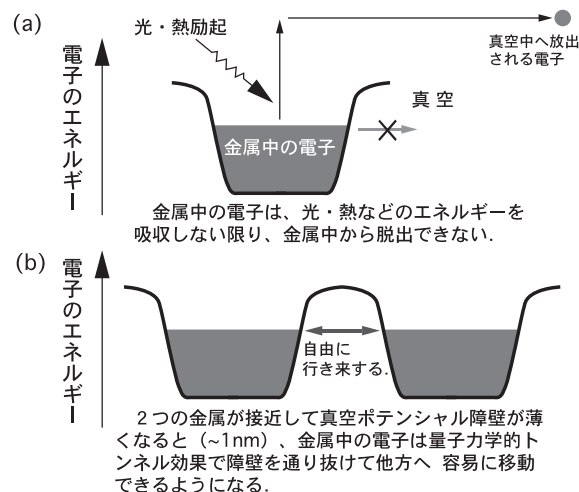 (a)
電子のエネルギー
光・熱励起
真空中へ放出
される電子
真 空
金属中の電子
金属中の電子は、光・熱などのエネルギーを
吸収しない限り、金属中から脱出できない.
(b)
電子のエネルギー
自由に
行き来する.
２つの金属が接近して真空ポテンシャル障壁が薄
くなると（~1nm）、金属中の電子は量子力学的ト
ンネル効果で障壁を通り抜けて他方へ 容易に移動
できるようになる.